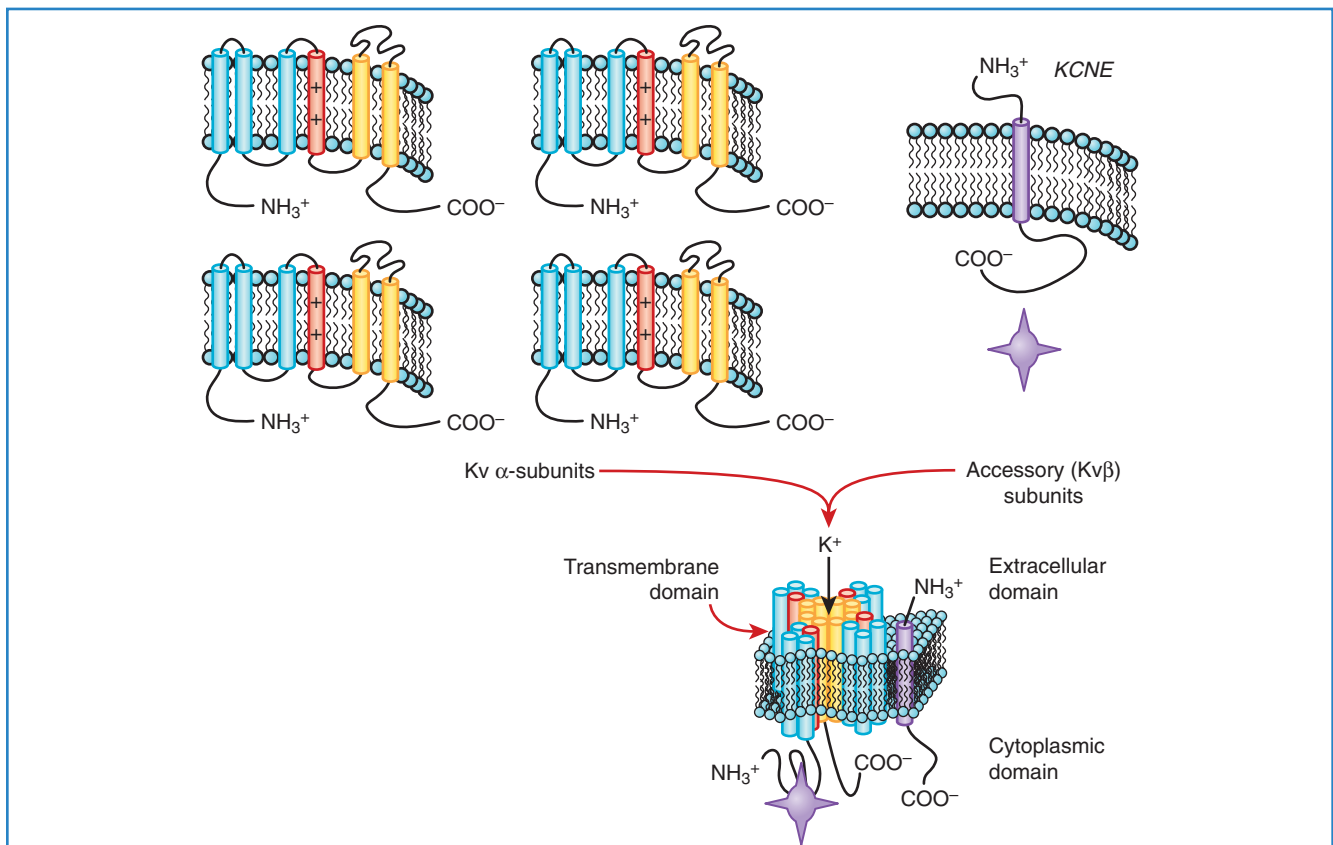 NH₃⁺
COO⁻
NH₃⁺
COO⁻
NH₃⁺
KCNE
COO⁻
NH₃⁺
COO⁻
NH₃⁺
COO⁻
+
+
+
+
+
+
+
+
Kv α-subunits
Accessory (Kvβ)
subunits
K⁺
Transmembrane
domain
Extracellular
domain
NH₃⁺
Cytoplasmic
domain
NH₃⁺
COO⁻
COO⁻